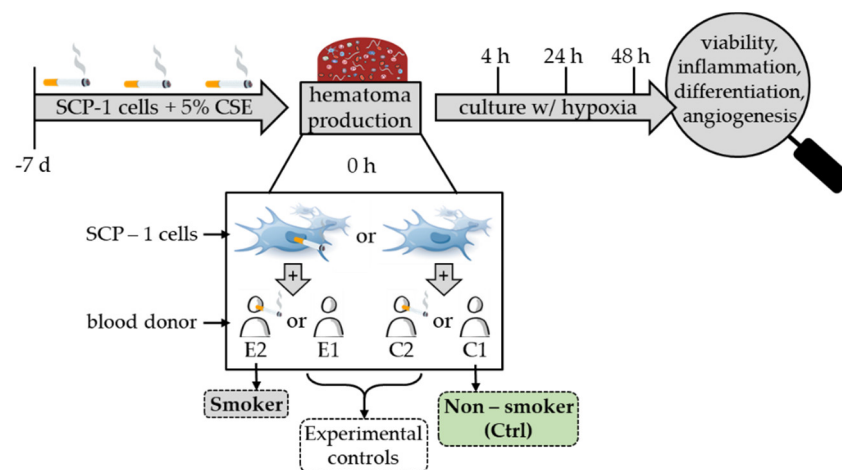 SCP-1 cells + 5% CSE
-7 d
hematoma
production
0 h
4 h
24 h
48 h
culture w/ hypoxia
viability,
inflammation,
differentiation,
angiogenesis
SCP – 1 cells
or
+
+
blood donor
or
or
E2
E1
C2
C1
Smoker
Experimental
controls
Non – smoker
(Ctrl)